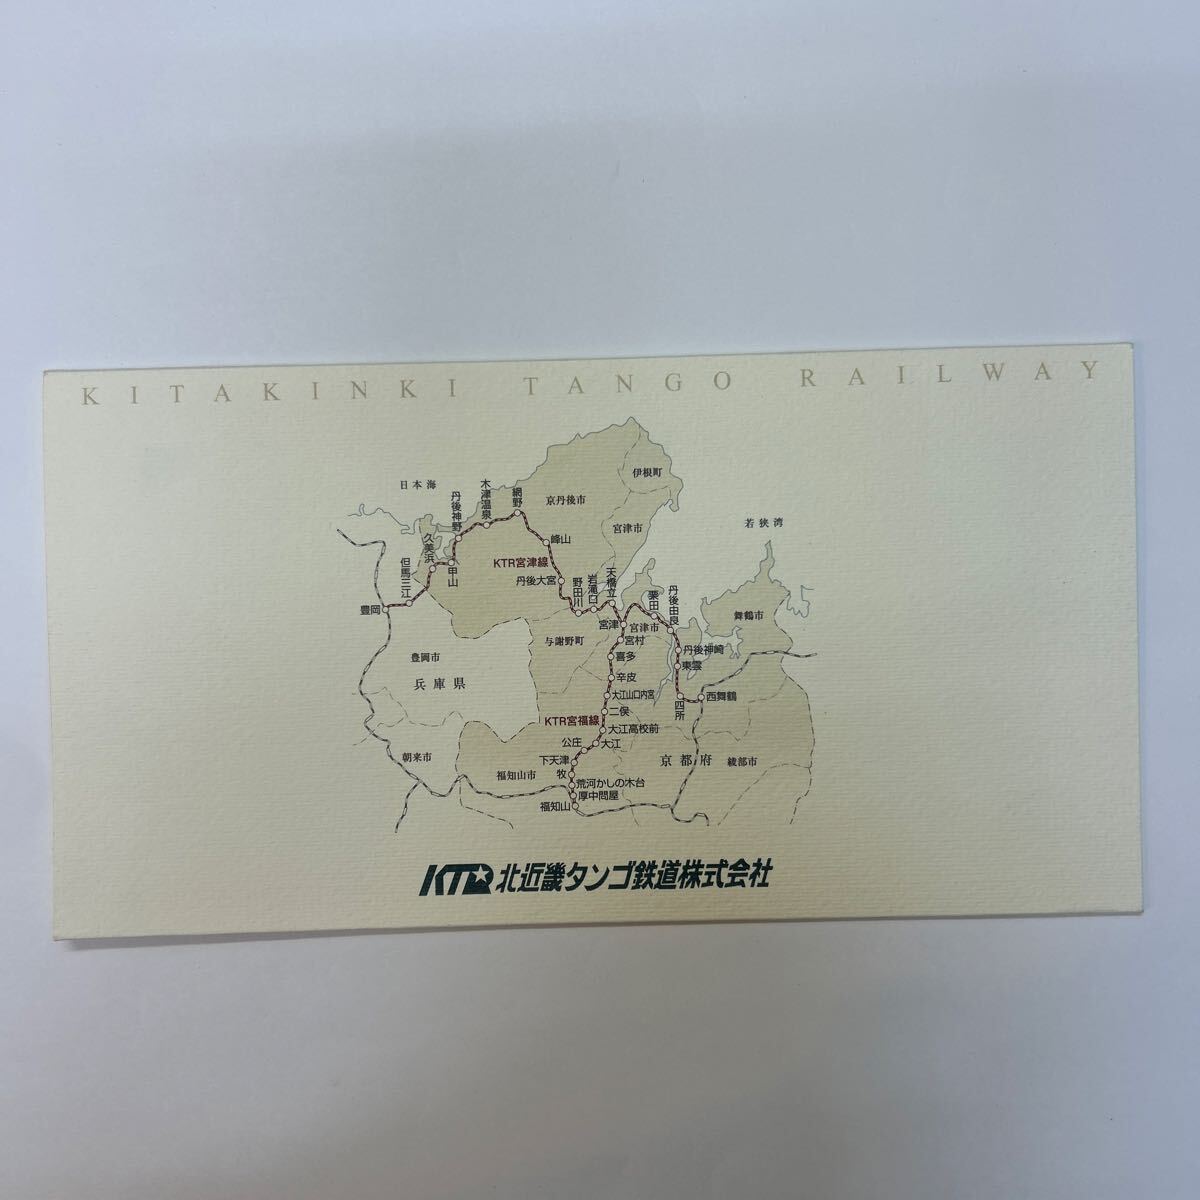 KITAKINKI TANGO RAILWAY
日本海
伊根町
京丹後市
宮津市
若狭湾
網野
木津温泉
丹後神野
久美浜
甲山
但馬三江
豊岡
峰山
KTR宮津線
丹後大宮
野田川
岩滝口
天橋立
宮津
宮津市
栗田
丹後由良
丹後神崎
東雲
四所
西舞鶴
舞鶴市
与謝野町
宮村
喜多
辛皮
大江山口内宮
二俣
KTR宮福線
大江高校前
大江
公庄
下天津
牧
荒河かしの木台
厚中問屋
福知山
福知山市
豊岡市
兵庫県
朝来市
京都府
綾部市
KTR 北近畿タンゴ鉄道株式会社